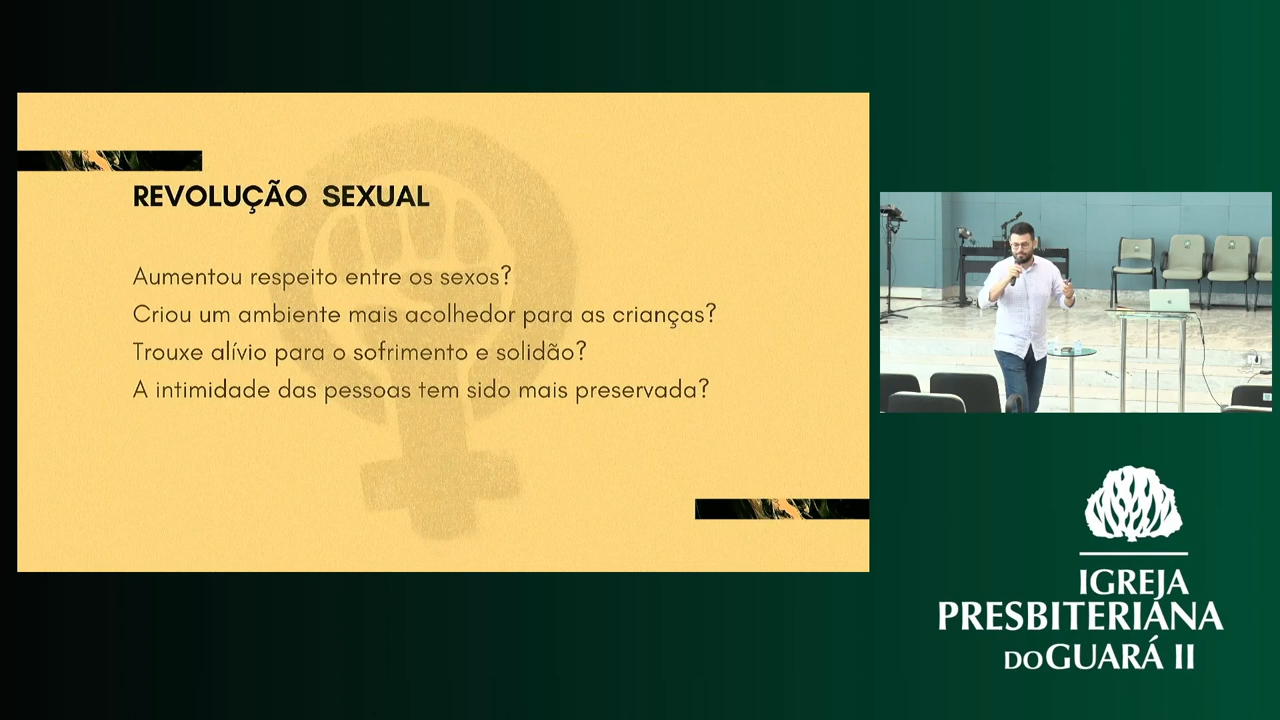 REVOLUÇÃO SEXUAL
Aumentou respeito entre os sexos?
Criou um ambiente mais acolhedor para as crianças?
Trouxe alívio para o sofrimento e solidão?
A intimidade das pessoas tem sido mais preservada?
IGREJA
PRESBITERIANA
DO GUARÁ II